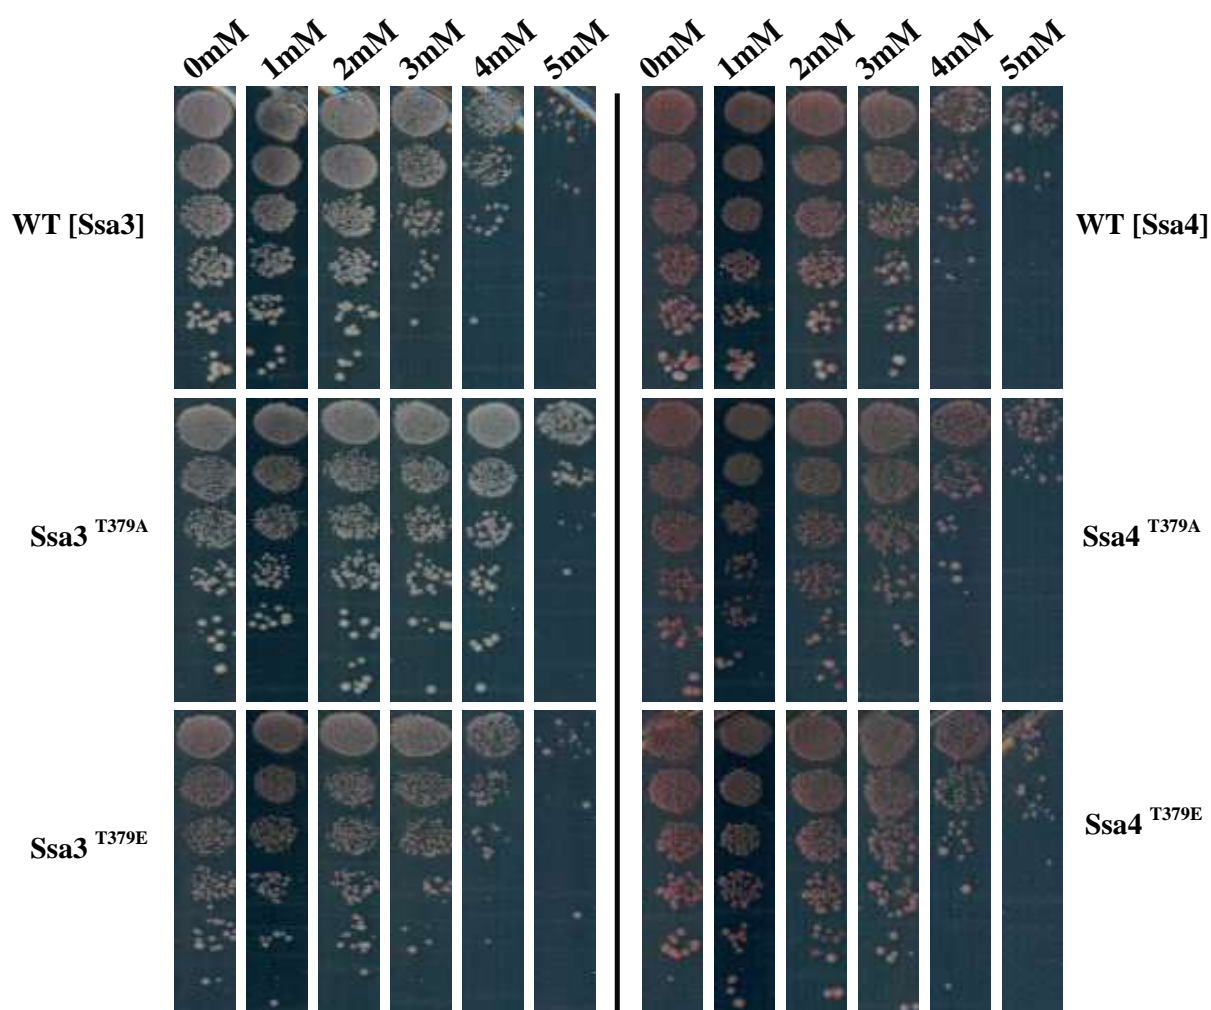 0mM 1mM 2mM 3mM 4mM 5mM 0mM 1mM 2mM 3mM 4mM 5mM
WT [Ssa3] WT [Ssa4]
Ssa3 T379A Ssa4 T379A
Ssa3 T379E Ssa4 T379E